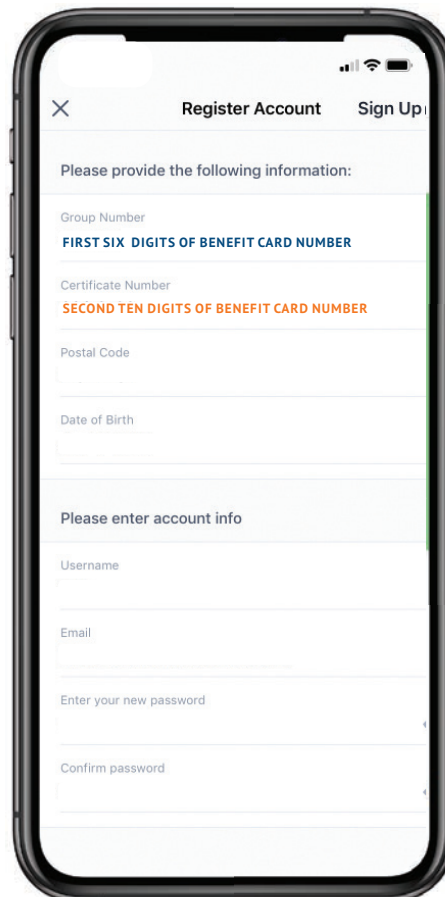 Register Account
Sign Up
Please provide the following information:
Group Number
FIRST SIX DIGITS OF BENEFIT CARD NUMBER
Certificate Number
SECOND TEN DIGITS OF BENEFIT CARD NUMBER
Postal Code
Date of Birth
Please enter account info
Username
Email
Enter your new password
Confirm password